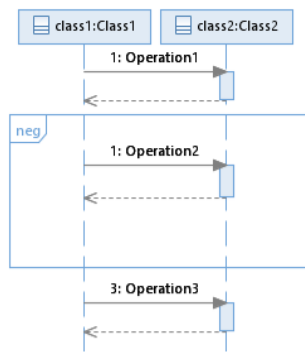 class1:Class1 class2:Class2
1: Operation1
neg
1: Operation2
3: Operation3